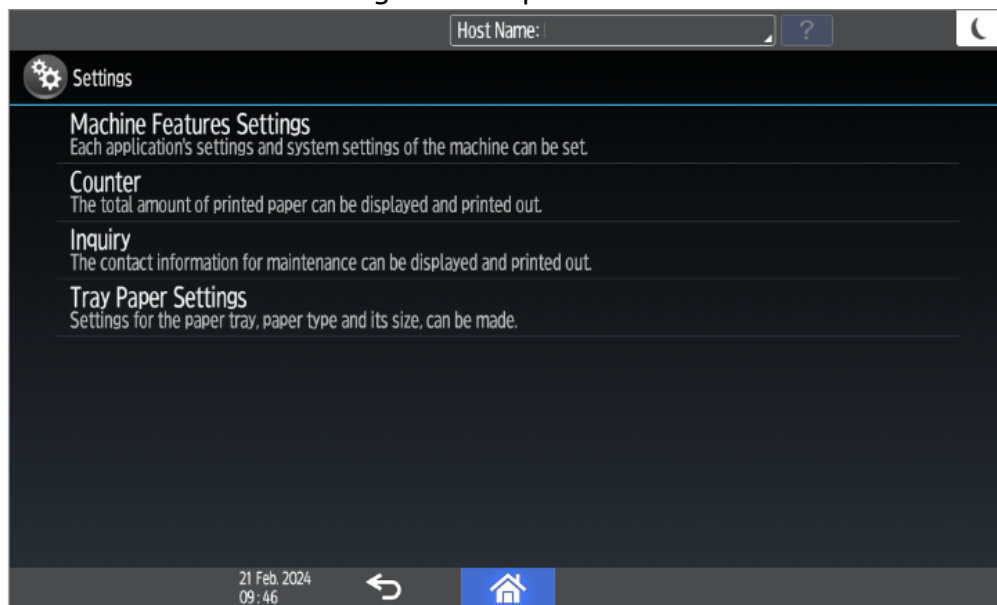 Host Name:
?
Settings
Machine Features Settings
Each application's settings and system settings of the machine can be set.
Counter
The total amount of printed paper can be displayed and printed out.
Inquiry
The contact information for maintenance can be displayed and printed out.
Tray Paper Settings
Settings for the paper tray, paper type and its size, can be made.
21 Feb. 2024
09:46